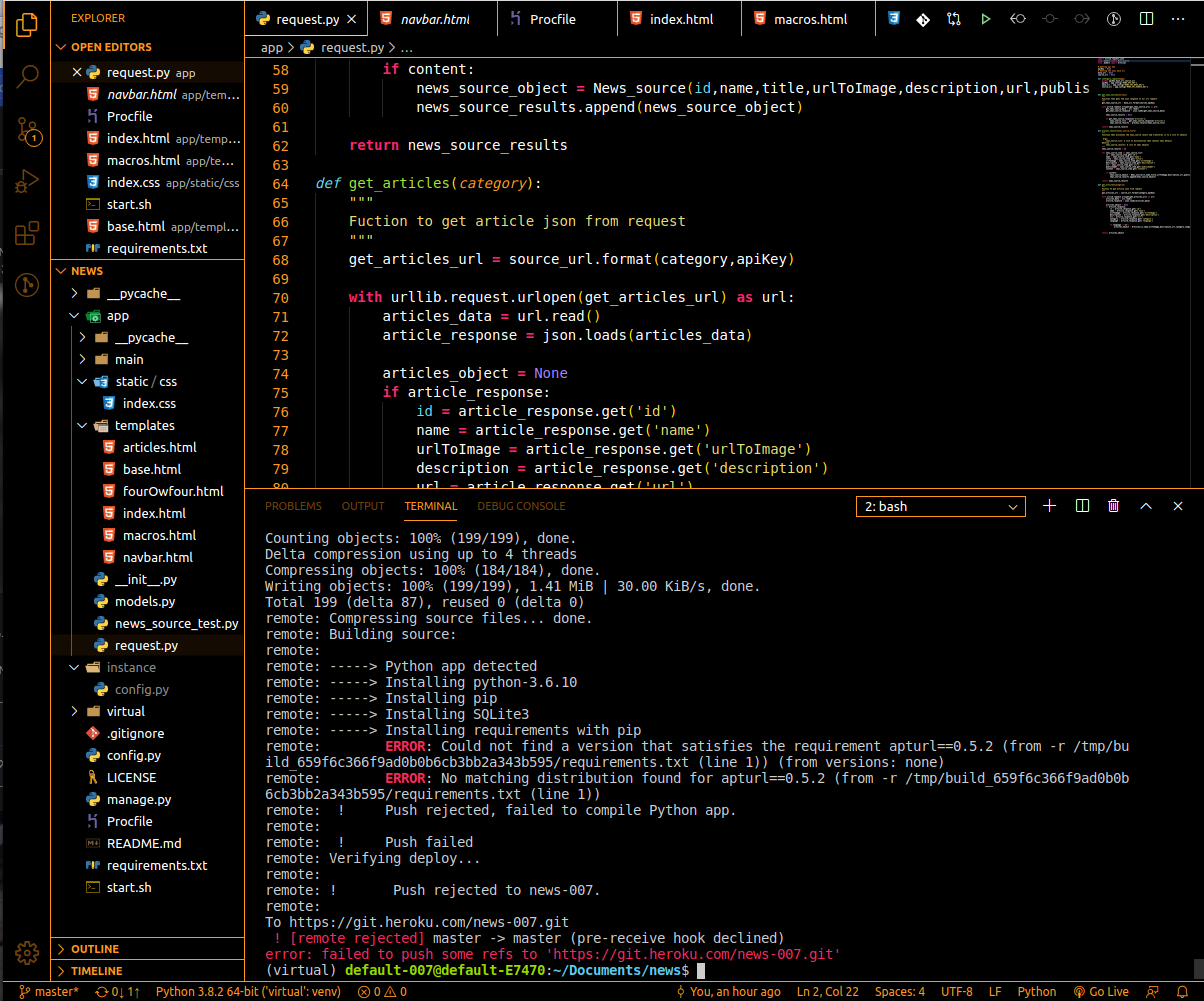 EXPLORER
OPEN EDITORS
request.py app
navbar.html app/tem...
Procfile
index.html app/temp...
macros.html app/te...
index.css app/static/css
start.sh
base.html app/templ...
requirements.txt
NEWS
__pycache__
app
__pycache__
main
static / css
index.css
templates
articles.html
base.html
fourOwfour.html
index.html
macros.html
navbar.html
__init__.py
models.py
news_source_test.py
request.py
instance
config.py
virtual
.gitignore
config.py
LICENSE
manage.py
Procfile
README.md
requirements.txt
start.sh
OUTLINE
TIMELINE
1
request.py navbar.html Procfile index.html macros.html
app > request.py > ...
58 if content:
59 news_source_object = News_source(id,name,title,urlToImage,description,url,publis
60 news_source_results.append(news_source_object)
61
62 return news_source_results
63
64 def get_articles(category):
65 """
66 Fuction to get article json from request
67 """
68 get_articles_url = source_url.format(category,apiKey)
69
70 with urllib.request.urlopen(get_articles_url) as url:
71 articles_data = url.read()
72 article_response = json.loads(articles_data)
73
74 articles_object = None
75 if article_response:
76 id = article_response.get('id')
77 name = article_response.get('name')
78 urlToImage = article_response.get('urlToImage')
79 description = article_response.get('description')
80 url = article_response.get('url')
PROBLEMS OUTPUT TERMINAL DEBUG CONSOLE 2: bash
Counting objects: 100% (199/199), done.
Delta compression using up to 4 threads
Compressing objects: 100% (184/184), done.
Writing objects: 100% (199/199), 1.41 MiB | 30.00 KiB/s, done.
Total 199 (delta 87), reused 0 (delta 0)
remote: Compressing source files... done.
remote: Building source:
remote:
remote: -----> Python app detected
remote: -----> Installing python-3.6.10
remote: -----> Installing pip
remote: -----> Installing SQLite3
remote: -----> Installing requirements with pip
remote: ERROR: Could not find a version that satisfies the requirement apturl==0.5.2 (from -r /tmp/bu
ild_659f6c366f9ad0b0b6cb3bb2a343b595/requirements.txt (line 1)) (from versions: none)
remote: ERROR: No matching distribution found for apturl==0.5.2 (from -r /tmp/build_659f6c366f9ad0b0b
6cb3bb2a343b595/requirements.txt (line 1))
remote: ! Push rejected, failed to compile Python app.
remote:
remote: ! Push failed
remote: Verifying deploy...
remote:
remote: ! Push rejected to news-007.
remote:
To https://git.heroku.com/news-007.git
! [remote rejected] master -> master (pre-receive hook declined)
error: failed to push some refs to 'https://git.heroku.com/news-007.git'
(virtual) default-007@default-E7470:~/Documents/news$
master* 0↓ 1↑ Python 3.8.2 64-bit ('virtual': venv) 0 0 You, an hour ago Ln 2, Col 22 Spaces: 4 UTF-8 LF Python Go Live